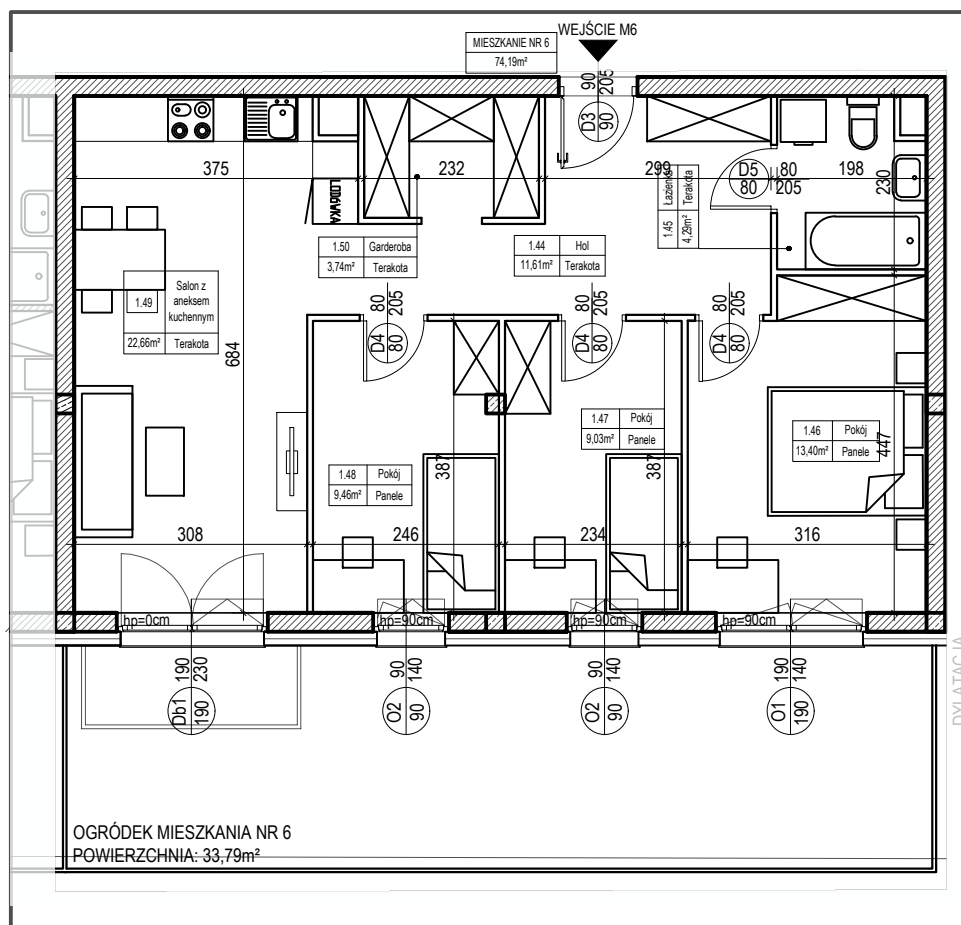 WEJŚCIE M6
MIESZKANIE NR 6
74,19m²
90
205
D3
90
375
232
299
D5
80
80
205
198
230
LODÓWKA
1.45 Łazienka
4,29m² Terakota
1.50 Garderoba
3,74m² Terakota
1.44 Hol
11,61m² Terakota
1.49
Salon z
aneksem
kuchennym
22,66m² Terakota
684
80
205
D4
80
80
205
D4
80
80
205
D4
80
1.48 Pokój
9,46m² Panele
387
1.47 Pokój
9,03m² Panele
387
1.46 Pokój
13,40m² Panele
447
308
246
234
316
hp=0cm
hp=90cm
hp=90cm
hp=90cm
190
230
Db1
190
90
140
O2
90
90
140
O2
90
190
140
O1
190
DYLATACJA
OGRÓDEK MIESZKANIA NR 6
POWIERZCHNIA: 33,79m²